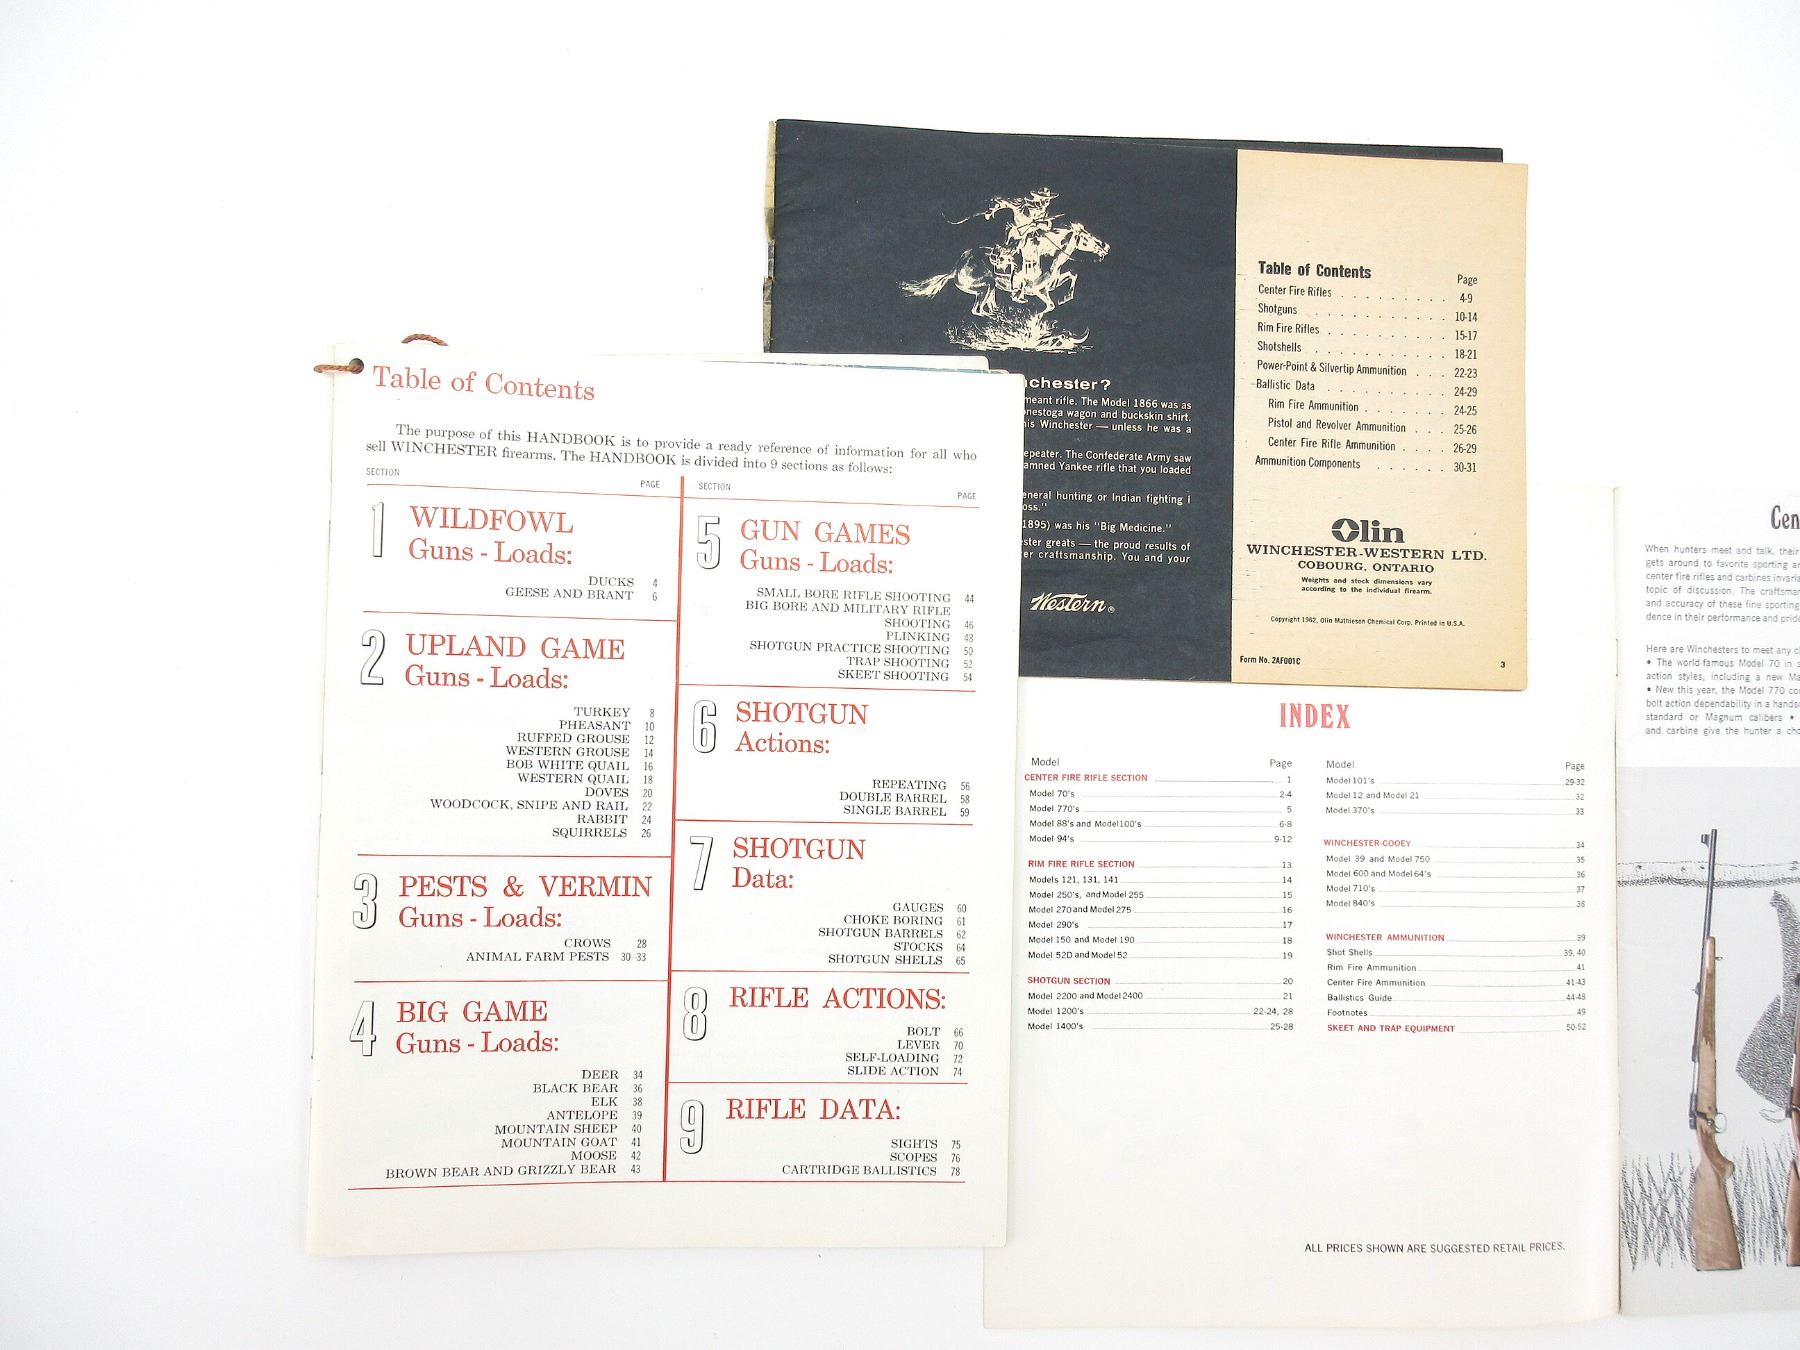 Table of Contents
The purpose of this HANDBOOK is to provide a ready reference of information for all who
sell WINCHESTER firearms. The HANDBOOK is divided into 9 sections as follows:
SECTION PAGE
1 WILDFOWL
Guns - Loads:
DUCKS 4
GEESE AND BRANT 6
2 UPLAND GAME
Guns - Loads:
TURKEY 8
PHEASANT 10
RUFFED GROUSE 12
WESTERN GROUSE 14
BOB WHITE QUAIL 16
WESTERN QUAIL 18
DOVES 20
WOODCOCK, SNIPE AND RAIL 22
RABBIT 24
SQUIRRELS 26
3 PESTS & VERMIN
Guns - Loads:
CROWS 28
ANIMAL FARM PESTS 30-33
4 BIG GAME
Guns - Loads:
DEER 34
BLACK BEAR 36
ELK 38
ANTELOPE 39
MOUNTAIN SHEEP 40
MOUNTAIN GOAT 41
MOOSE 42
BROWN BEAR AND GRIZZLY BEAR 43
SECTION PAGE
5 GUN GAMES
Guns - Loads:
SMALL BORE RIFLE SHOOTING 44
BIG BORE AND MILITARY RIFLE
SHOOTING 46
PLINKING 48
SHOTGUN PRACTICE SHOOTING 50
TRAP SHOOTING 52
SKEET SHOOTING 54
6 SHOTGUN
Actions:
REPEATING 56
DOUBLE BARREL 58
SINGLE BARREL 59
7 SHOTGUN
Data:
GAUGES 60
CHOKE BORING 61
SHOTGUN BARRELS 62
STOCKS 64
SHOTGUN SHELLS 65
8 RIFLE ACTIONS:
BOLT 66
LEVER 70
SELF-LOADING 72
SLIDE ACTION 74
9 RIFLE DATA:
SIGHTS 75
SCOPES 76
CARTRIDGE BALLISTICS 78
chester?
meant rifle. The Model 1866 was as
nestoga wagon and buckskin shirt.
is Winchester — unless he was a
epeater. The Confederate Army saw
amned Yankee rifle that you loaded
eneral hunting or Indian fighting I
oss."
1895) was his "Big Medicine."
ster greats — the proud results of
er craftsmanship. You and your
Western ®
Table of Contents
Page
Center Fire Rifles . . . . . . . . . 4-9
Shotguns . . . . . . . . . . . 10-14
Rim Fire Rifles . . . . . . . . . . 15-17
Shotshells . . . . . . . . . . . 18-21
Power-Point & Silvertip Ammunition . . . 22-23
Ballistic Data . . . . . . . . . . 24-29
Rim Fire Ammunition . . . . . . . 24-25
Pistol and Revolver Ammunition . . . 25-26
Center Fire Rifle Ammunition . . . . 26-29
Ammunition Components . . . . . . 30-31
Olin
WINCHESTER-WESTERN LTD.
COBOURG, ONTARIO
Weights and stock dimensions vary
according to the individual firearm.
Copyright 1962, Olin Mathieson Chemical Corp. Printed in U.S.A.
Form No. 2AF001C 3
INDEX
Model Page
CENTER FIRE RIFLE SECTION 1
Model 70's 2-4
Model 770's 5
Model 88's and Model 100's 6-8
Model 94's 9-12
RIM FIRE RIFLE SECTION 13
Models 121, 131, 141 14
Model 250's, and Model 255 15
Model 270 and Model 275 16
Model 290's 17
Model 150 and Model 190 18
Model 52D and Model 52 19
SHOTGUN SECTION 20
Model 2200 and Model 2400 21
Model 1200's 22-24, 28
Model 1400's 25-28
Model Page
Model 101's 29-32
Model 12 and Model 21 32
Model 370's 33
WINCHESTER-COOEY 34
Model 39 and Model 750 35
Model 600 and Model 64's 36
Model 710's 37
Model 840's 38
WINCHESTER AMMUNITION 39
Shot Shells 39, 40
Rim Fire Ammunition 41
Center Fire Ammunition 41-43
Ballistics Guide 44-48
Footnotes 49
SKEET AND TRAP EQUIPMENT 50-52
ALL PRICES SHOWN ARE SUGGESTED RETAIL PRICES.
Cen
When hunters meet and talk, their
gets around to favorite sporting
center fire rifles and carbines
topic of discussion. The
and accuracy of these fine sporting
dence in their performance and
Here are Winchesters to meet any
• The world-famous Model 70 in
action styles, including a new
• New this year, the Model 770
bolt action dependability in a
standard or Magnum calibers •
and carbine give the hunter a